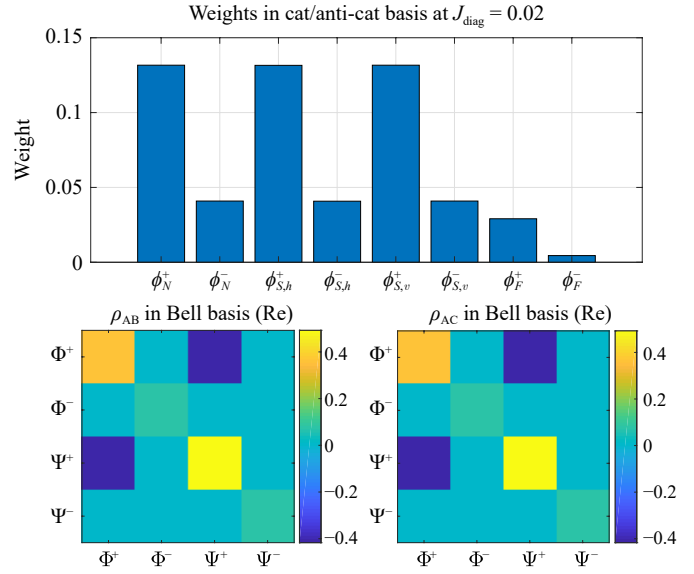 Weights in cat/anti-cat basis at J_diag = 0.02
0.15
0.1
0.05
0
Weight
ϕ_N^+ ϕ_N^− ϕ_{S,h}^+ ϕ_{S,h}^− ϕ_{S,v}^+ ϕ_{S,v}^− ϕ_F^+ ϕ_F^−
ρ_AB in Bell basis (Re)
Φ⁺
Φ⁻
Ψ⁺
Ψ⁻
Φ⁺ Φ⁻ Ψ⁺ Ψ⁻
0.4
0.2
0
−0.2
−0.4
ρ_AC in Bell basis (Re)
Φ⁺
Φ⁻
Ψ⁺
Ψ⁻
Φ⁺ Φ⁻ Ψ⁺ Ψ⁻
0.4
0.2
0
−0.2
−0.4